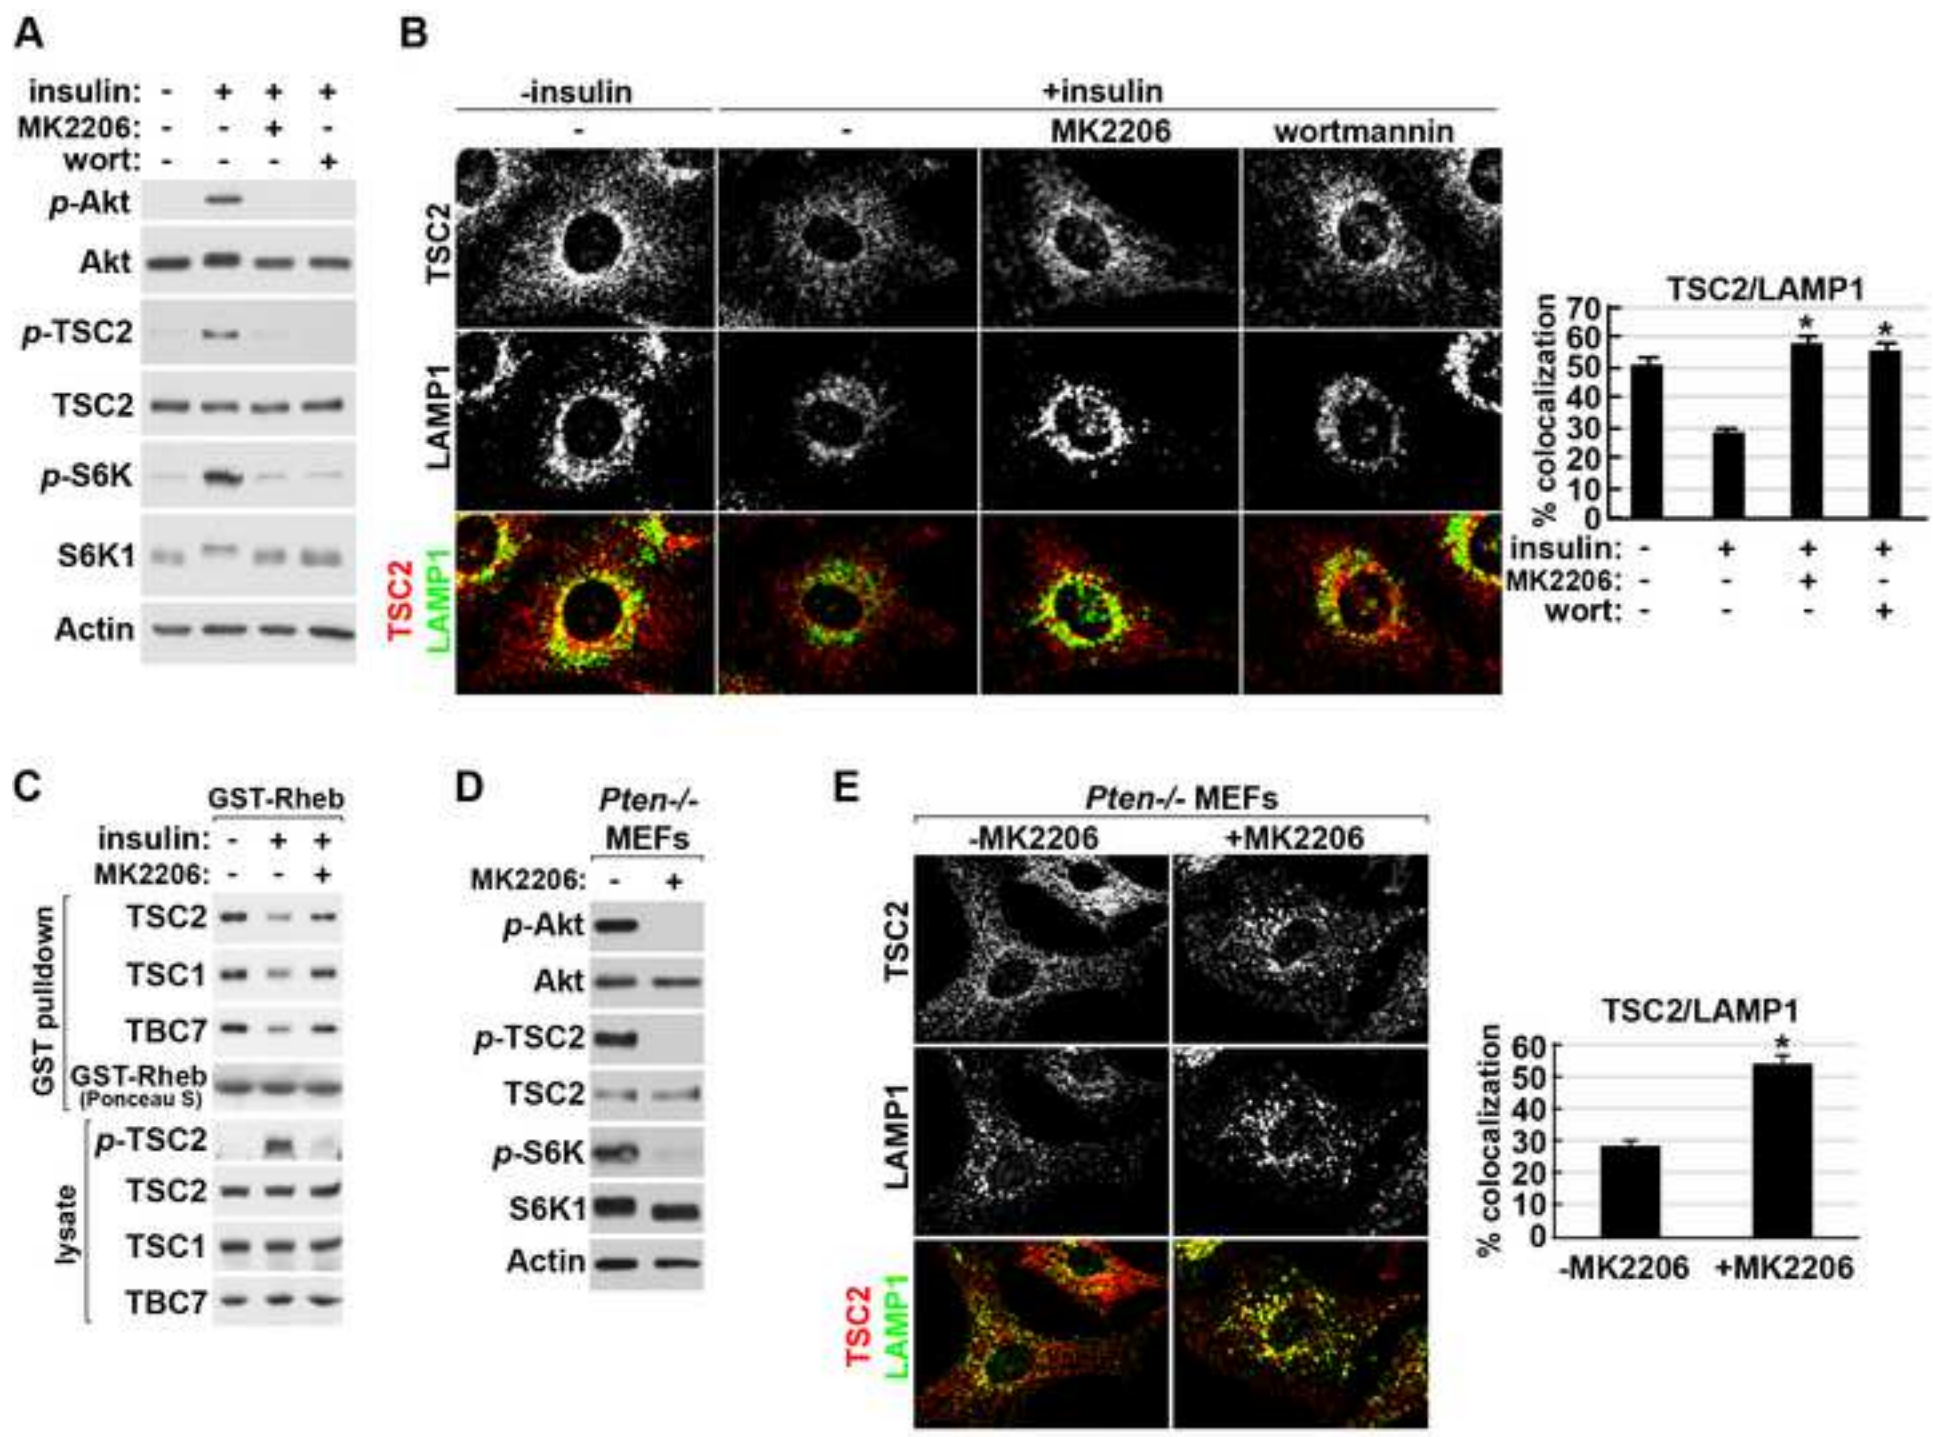 A
insulin: - + + +
MK2206: - - + -
wort: - - - +
p-Akt
Akt
p-TSC2
TSC2
p-S6K
S6K1
Actin
B
-insulin +insulin
- - MK2206 wortmannin
TSC2
LAMP1
TSC2
LAMP1
TSC2/LAMP1
% colocalization
70
60
50
40
30
20
10
0
* *
insulin: - + + +
MK2206: - - + -
wort: - - - +
C
GST-Rheb
insulin: - + +
MK2206: - - +
GST pulldown
TSC2
TSC1
TBC7
GST-Rheb
(Ponceau S)
lysate
p-TSC2
TSC2
TSC1
TBC7
D
Pten-/-
MEFs
MK2206: - +
p-Akt
Akt
p-TSC2
TSC2
p-S6K
S6K1
Actin
E
Pten-/- MEFs
-MK2206 +MK2206
TSC2
LAMP1
TSC2
LAMP1
TSC2/LAMP1
% colocalization
60
50
40
30
20
10
0
*
-MK2206 +MK2206